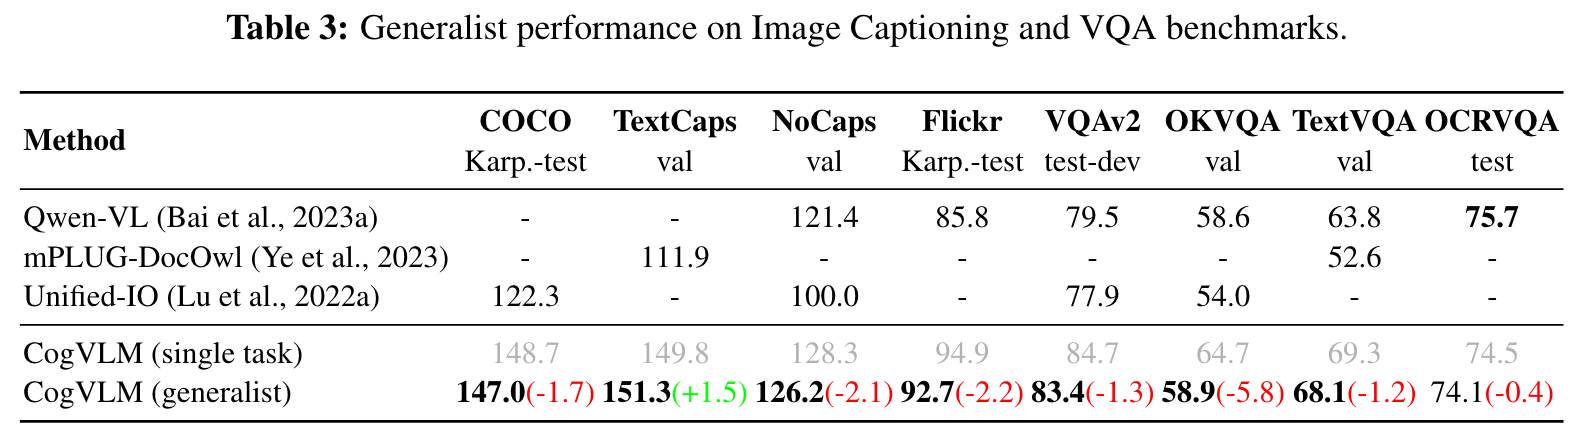 Table 3: Generalist performance on Image Captioning and VQA benchmarks.
Method COCO TextCaps NoCaps Flickr VQAv2 OKVQA TextVQA OCRVQA
Karp.-test val val Karp.-test test-dev val val test
Qwen-VL (Bai et al., 2023a) - - 121.4 85.8 79.5 58.6 63.8 75.7
mPLUG-DocOwl (Ye et al., 2023) - 111.9 - - - - 52.6 -
Unified-IO (Lu et al., 2022a) 122.3 - 100.0 - 77.9 54.0 - -
CogVLM (single task) 148.7 149.8 128.3 94.9 84.7 64.7 69.3 74.5
CogVLM (generalist) 147.0(-1.7) 151.3(+1.5) 126.2(-2.1) 92.7(-2.2) 83.4(-1.3) 58.9(-5.8) 68.1(-1.2) 74.1(-0.4)